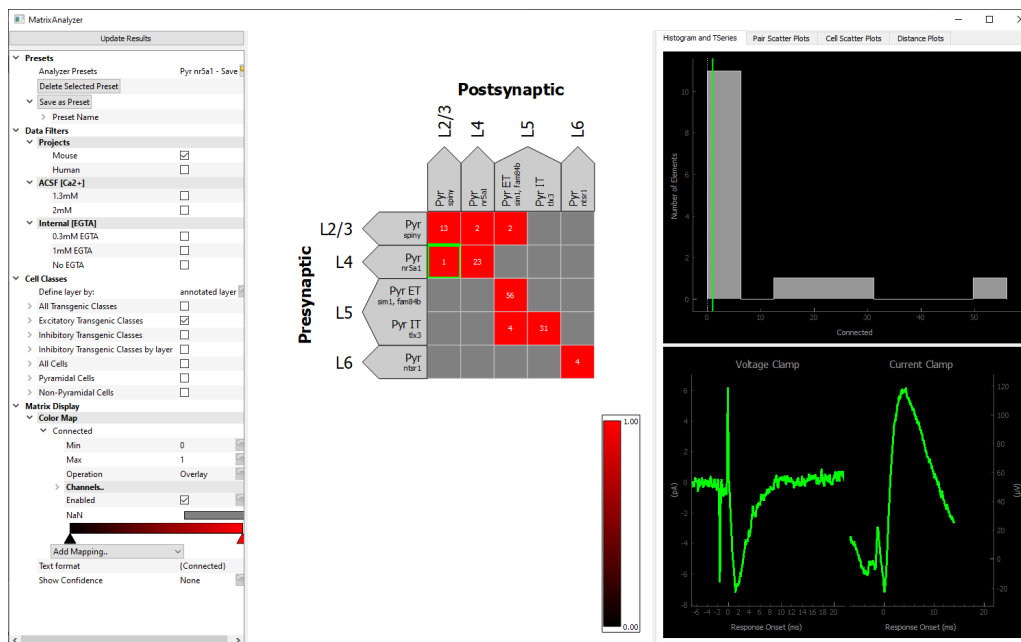 MatrixAnalyzer
Update Results
Presets
Analyzer Presets Pyr nr5a1 - Save
Delete Selected Preset
Save as Preset
Preset Name
Data Filters
Projects
Mouse
Human
ACSF [Ca2+]
1.3mM
2mM
Internal [EGTA]
0.3mM EGTA
1mM EGTA
No EGTA
Cell Classes
Define layer by: annotated layer
All Transgenic Classes
Excitatory Transgenic Classes
Inhibitory Transgenic Classes
Inhibitory Transgenic Classes by layer
All Cells
Pyramidal Cells
Non-Pyramidal Cells
Matrix Display
Color Map
Connected
Min 0
Max 1
Operation Overlay
Channels..
Enabled
NaN
Add Mapping..
Text format {Connected}
Show Confidence None
Postsynaptic
L2/3 L4 L5 L6
Pyr spiny
Pyr nr5a1
Pyr ET sim1, fam84b
Pyr IT tlx3
Pyr ntsr1
Presynaptic
L2/3 Pyr spiny 13 2 2
L4 Pyr nr5a1 1 23
L5 Pyr ET sim1, fam84b 56
Pyr IT tlx3 4 31
L6 Pyr ntsr1 4
1.00
0.00
Histogram and TSeries Pair Scatter Plots Cell Scatter Plots Distance Plots
Number of Elements
10
8
6
4
2
0
0 10 20 30 40 50
Connected
Voltage Clamp
(pA)
6
4
2
0
-2
-4
-6
-8
-6 -4 -2 0 2 4 6 8 10 12 14 16 20
Response Onset (ms)
Current Clamp
120
100
80
60
40
20
0
-20
(µV)
0 10 20
Response Onset (ms)